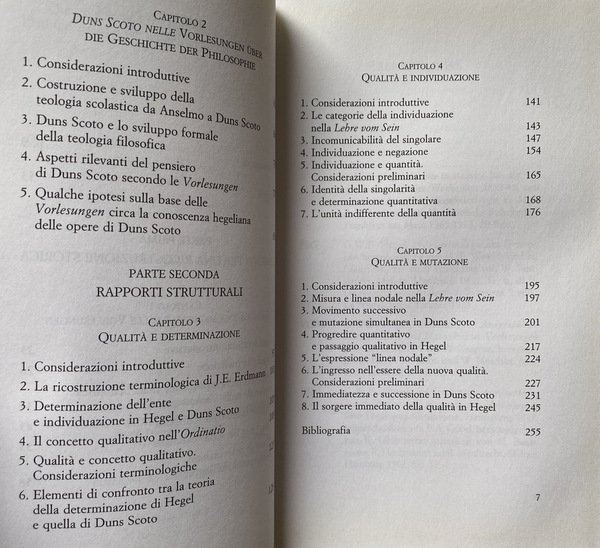 CAPITOLO 2
DUNS SCOTO NELLE VORLESUNGEN ÜBER
DIE GESCHICHTE DER PHILOSOPHIE
1. Considerazioni introduttive
2. Costruzione e sviluppo della
teologia scolastica da Anselmo a Duns Scoto
3. Duns Scoto e lo sviluppo formale
della teologia filosofica
4. Aspetti rilevanti del pensiero
di Duns Scoto secondo le Vorlesungen
5. Qualche ipotesi sulla base delle
Vorlesungen circa la conoscenza hegeliana
delle opere di Duns Scoto
PARTE SECONDA
RAPPORTI STRUTTURALI
CAPITOLO 3
QUALITÀ E DETERMINAZIONE
1. Considerazioni introduttive
2. La ricostruzione terminologica di J.E. Erdmann
3. Determinazione dell'ente
e individuazione in Hegel e Duns Scoto
4. Il concetto qualitativo nell'Ordinatio
5. Qualità e concetto qualitativo.
Considerazioni terminologiche
6. Elementi di confronto tra la teoria
della determinazione di Hegel
e quella di Duns Scoto
CAPITOLO 4
QUALITÀ E INDIVIDUAZIONE
1. Considerazioni introduttive 141
2. Le categorie della individuazione
nella Lehre vom Sein 143
3. Incomunicabilità del singolare 147
4. Individuazione e negazione 154
5. Individuazione e quantità.
Considerazioni preliminari 165
6. Identità della singolarità
e determinazione quantitativa 168
7. L'unità indifferente della quantità 176
CAPITOLO 5
QUALITÀ E MUTAZIONE
1. Considerazioni introduttive 195
2. Misura e linea nodale nella Lehre vom Sein 197
3. Movimento successivo
e mutazione simultanea in Duns Scoto 201
4. Progredire quantitativo
e passaggio qualitativo in Hegel 217
5. L'espressione "linea nodale" 224
6. L'ingresso nell'essere della nuova qualità.
Considerazioni preliminari 227
7. Immediatezza e successione in Duns Scoto 231
8. Il sorgere immediato della qualità in Hegel 245
Bibliografia 255
7